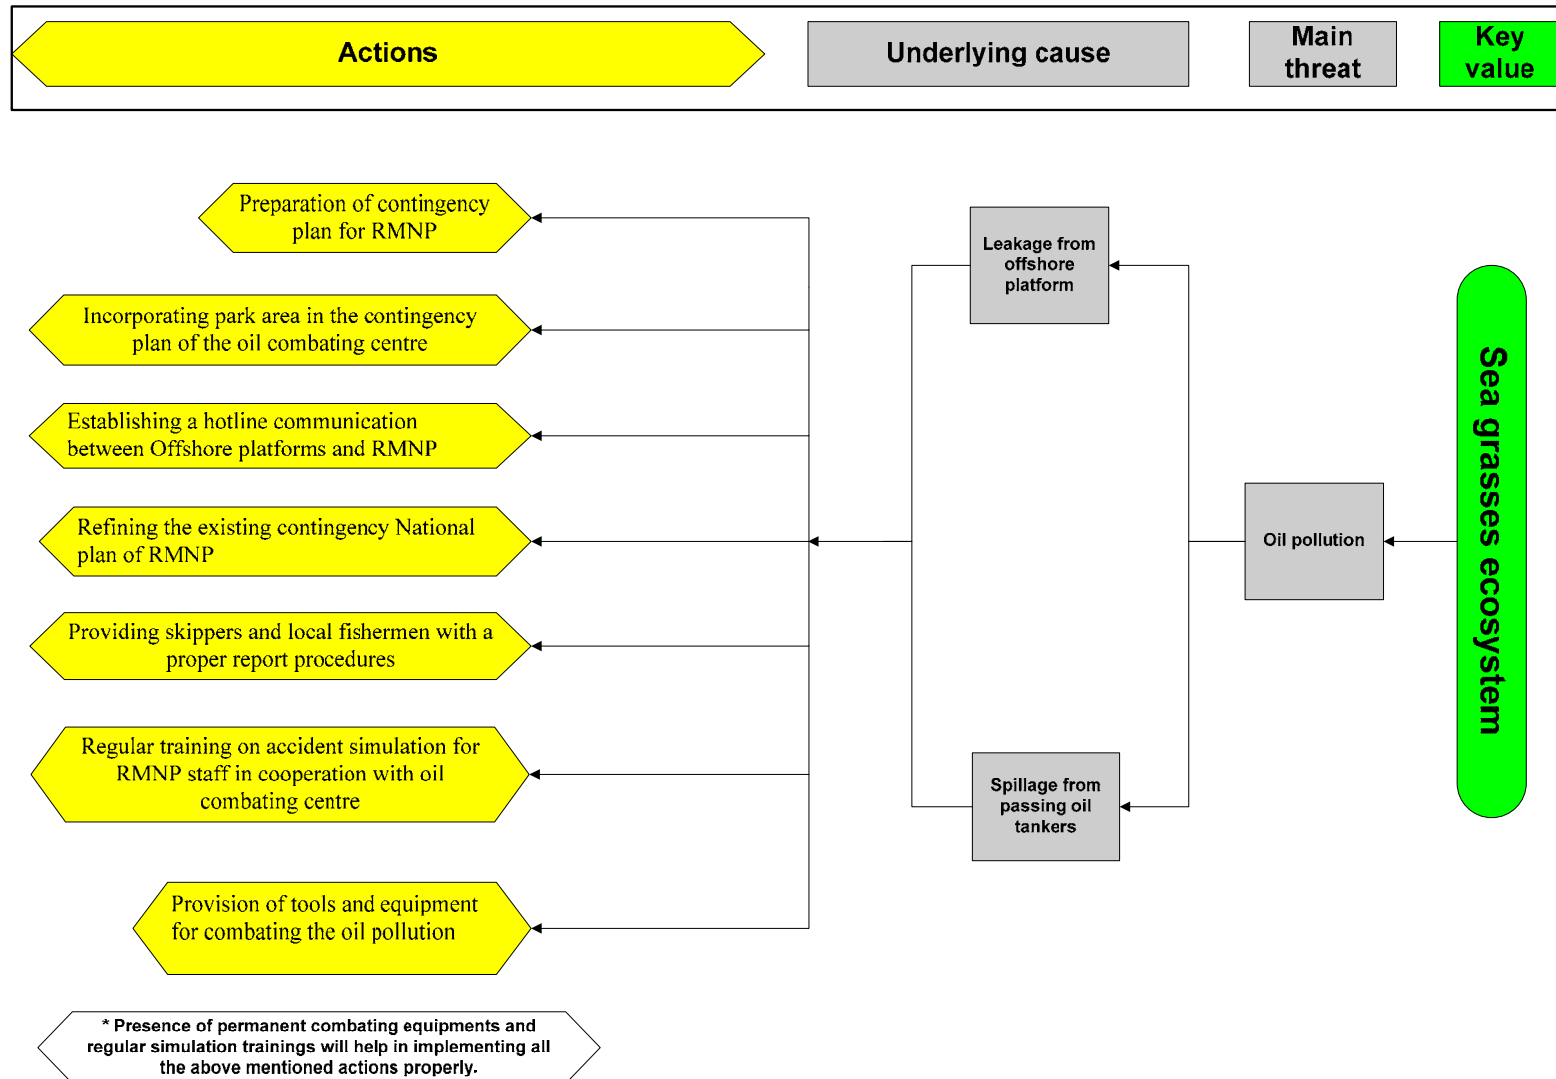 Actions
Underlying cause
Main
threat
Key
value
Preparation of contingency
plan for RMNP
Incorporating park area in the contingency
plan of the oil combating centre
Establishing a hotline communication
between Offshore platforms and RMNP
Refining the existing contingency National
plan of RMNP
Providing skippers and local fishermen with a
proper report procedures
Regular training on accident simulation for
RMNP staff in cooperation with oil
combating centre
Provision of tools and equipment
for combating the oil pollution
* Presence of permanent combating equipments and
regular simulation trainings will help in implementing all
the above mentioned actions properly.
Leakage from
offshore
platform
Spillage from
passing oil
tankers
Oil pollution
Sea grasses ecosystem